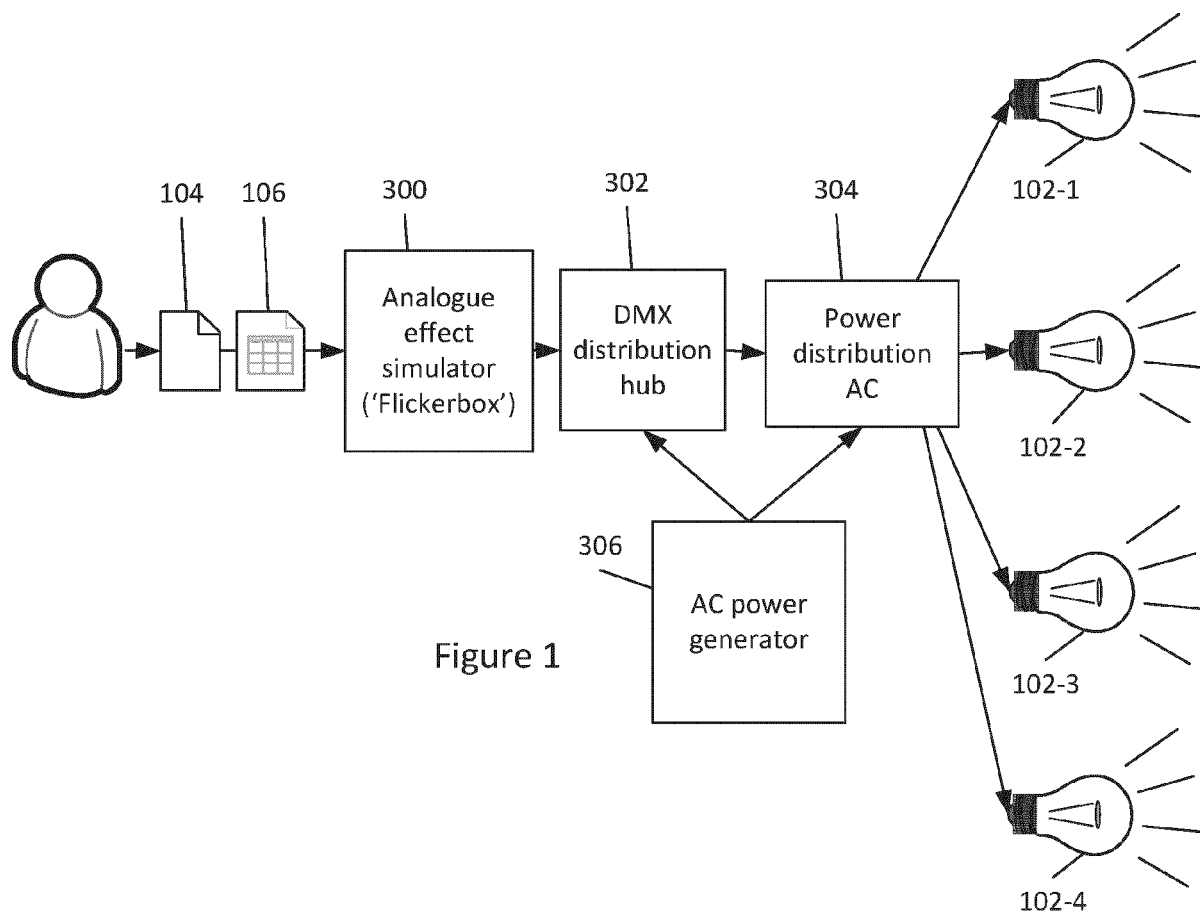 104
106
300
302
304
102-1
Analogue
effect
simulator
('Flickerbox')
DMX
distribution
hub
Power
distribution
AC
102-2
306
AC power
generator
Figure 1
102-3
102-4